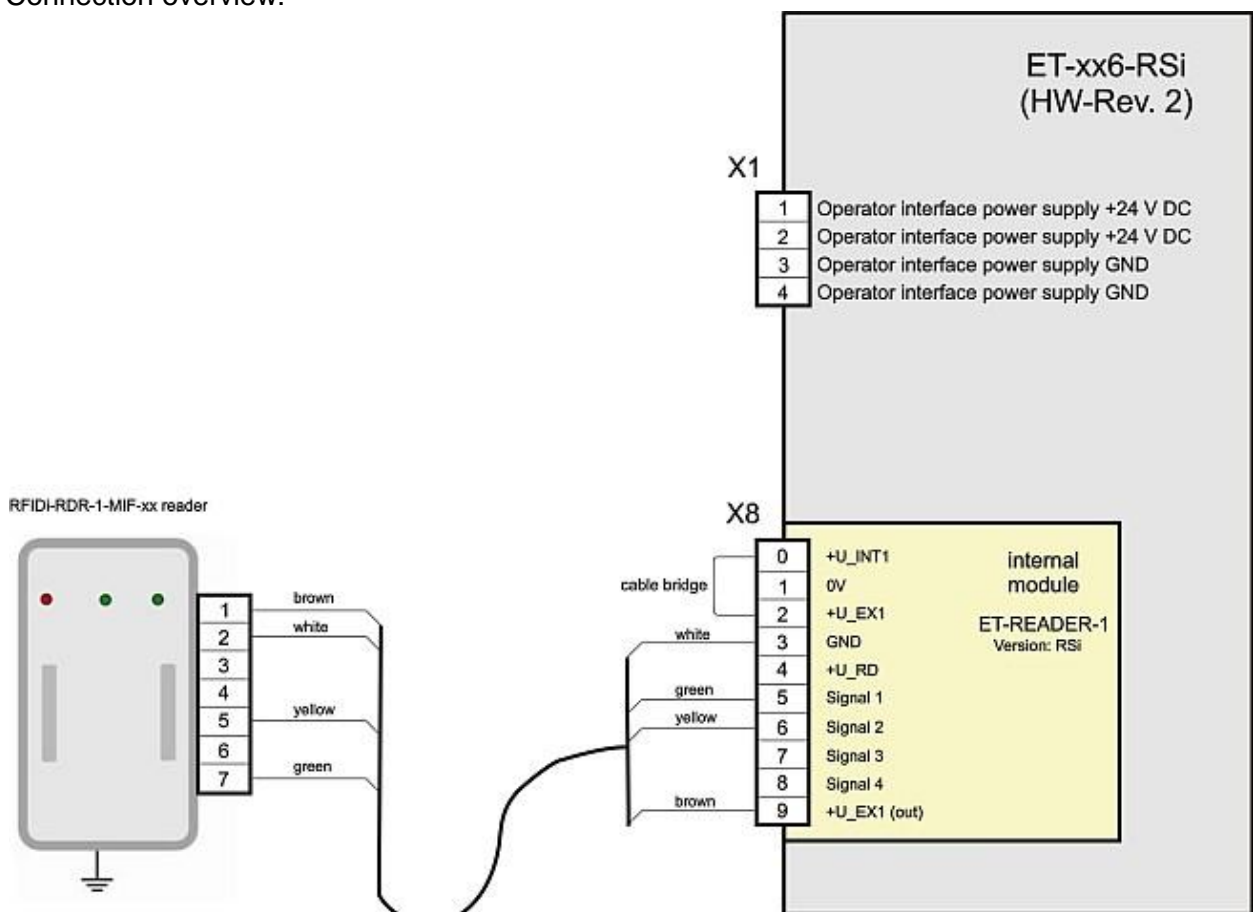 Connection overview:
ET-xx6-RSi
(HW-Rev. 2)
X1
1 Operator interface power supply +24 V DC
2 Operator interface power supply +24 V DC
3 Operator interface power supply GND
4 Operator interface power supply GND
RFIDi-RDR-1-MIF-xx reader
1 brown
2 white
3
4
5 yellow
6
7 green
X8
cable bridge
0 +U_INT1
1 0V
2 +U_EX1
white 3 GND
4 +U_RD
green 5 Signal 1
yellow 6 Signal 2
7 Signal 3
8 Signal 4
brown 9 +U_EX1 (out)
internal
module
ET-READER-1
Version: RSi